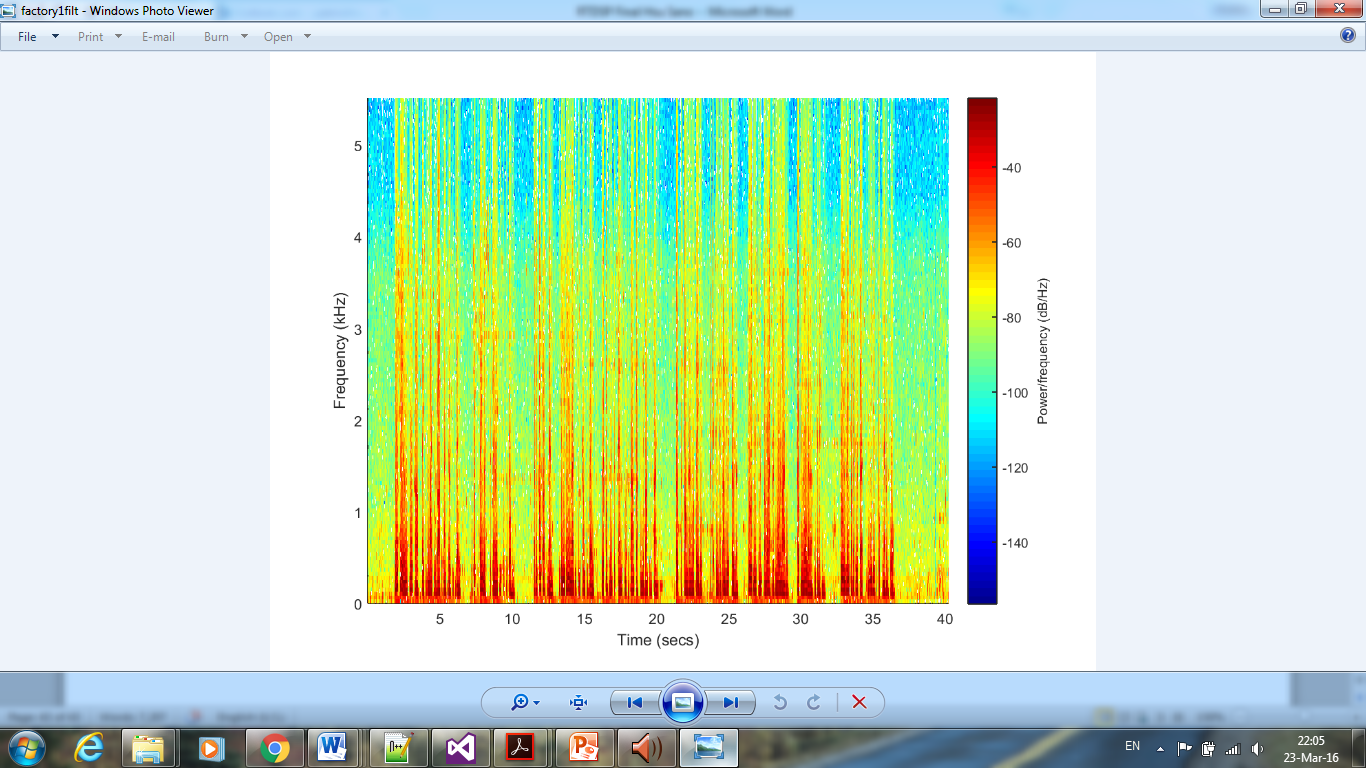 factory1filt - Windows Photo Viewer
File Print E-mail Burn Open
5
4
3
2
1
0
Frequency (kHz)
5 10 15 20 25 30 35 40
Time (secs)
-40
-60
-80
-100
-120
-140
Power/frequency (dB/Hz)
EN
22:05
23-Mar-16